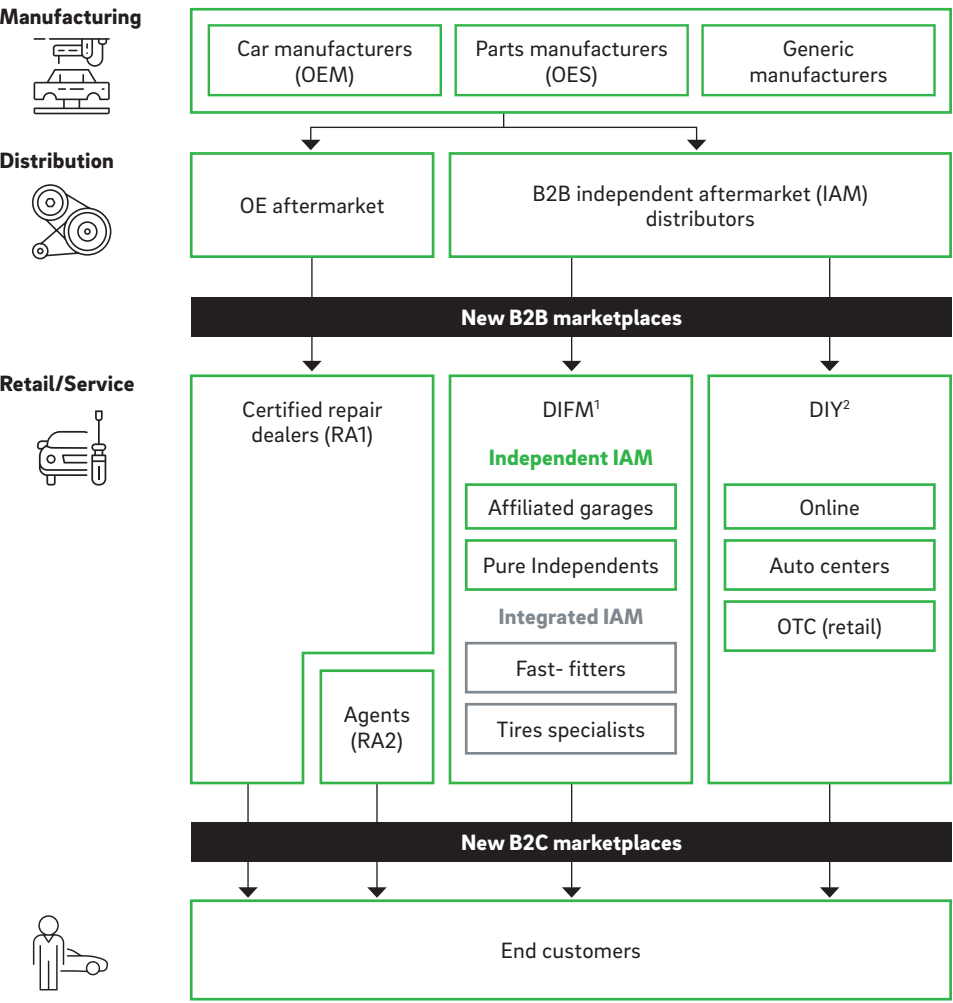 Manufacturing
Car manufacturers
(OEM)
Parts manufacturers
(OES)
Generic
manufacturers
Distribution
OE aftermarket
B2B independent aftermarket (IAM)
distributors
New B2B marketplaces
Retail/Service
Certified repair
dealers (RA1)
Agents
(RA2)
DIFM¹
Independent IAM
Affiliated garages
Pure Independents
Integrated IAM
Fast- fitters
Tires specialists
DIY²
Online
Auto centers
OTC (retail)
New B2C marketplaces
End customers